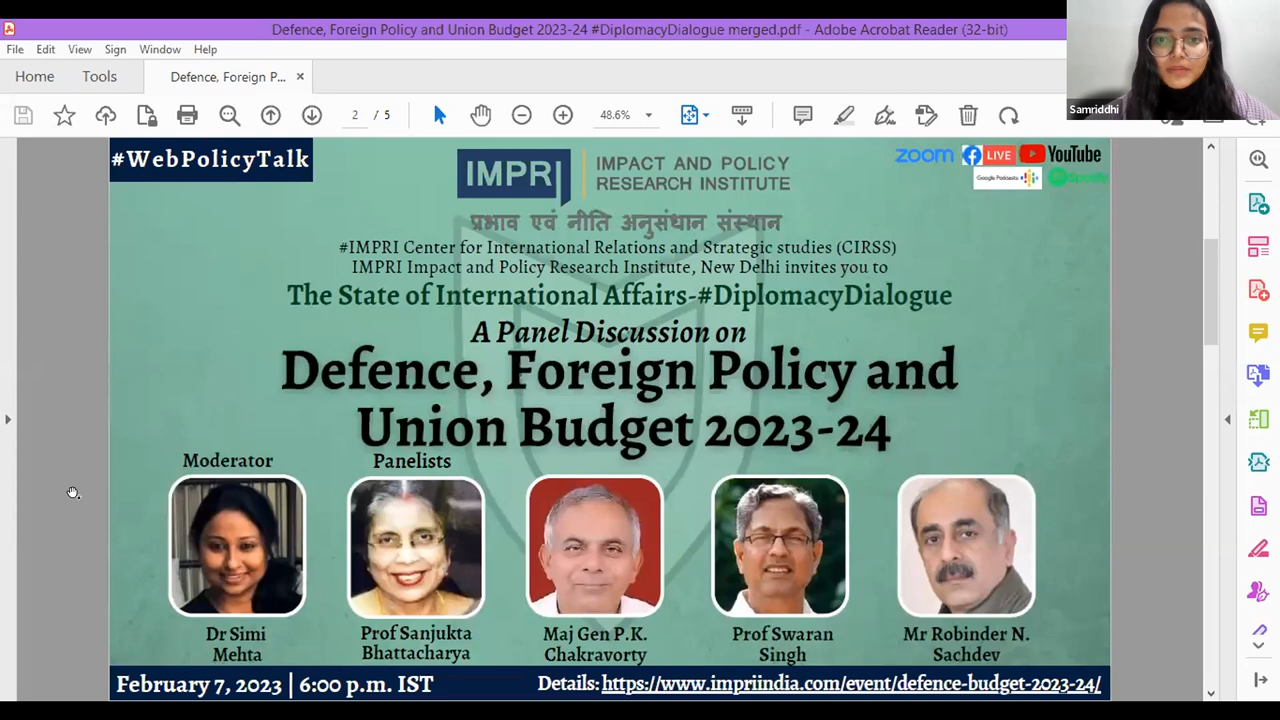 Defence, Foreign Policy and Union Budget 2023-24 #DiplomacyDialogue merged.pdf - Adobe Acrobat Reader (32-bit)
File Edit View Sign Window Help
Home Tools Defence, Foreign P... ×
2 / 5 48.6%
Samriddhi
#WebPolicyTalk
IMPRI
IMPACT AND POLICY
RESEARCH INSTITUTE
प्रभाव एवं नीति अनुसंधान संस्थान
zoom LIVE YouTube
Google Podcasts Spotify
#IMPRI Center for International Relations and Strategic studies (CIRSS)
IMPRI Impact and Policy Research Institute, New Delhi invites you to
The State of International Affairs-#DiplomacyDialogue
A Panel Discussion on
Defence, Foreign Policy and
Union Budget 2023-24
Moderator
Panelists
Dr Simi
Mehta
Prof Sanjukta
Bhattacharya
Maj Gen P.K.
Chakravorty
Prof Swaran
Singh
Mr Robinder N.
Sachdev
February 7, 2023 | 6:00 p.m. IST
Details: https://www.impriindia.com/event/defence-budget-2023-24/